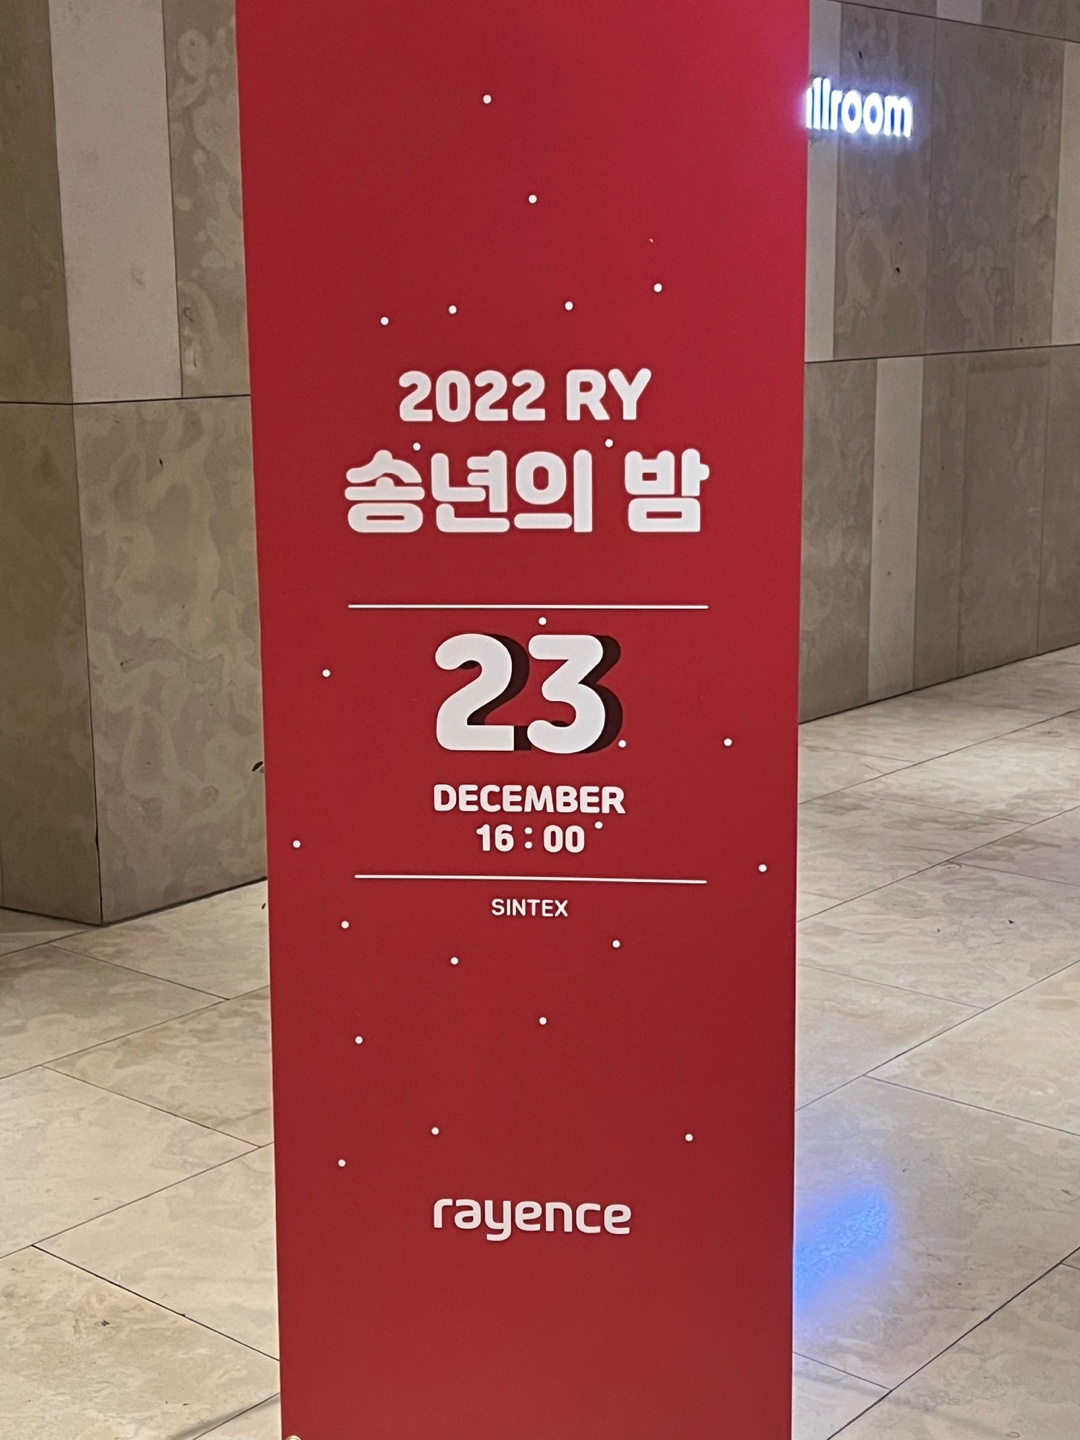 llroom
2022 RY
송년의 밤
23
DECEMBER
16 : 00
SINTEX
rayence